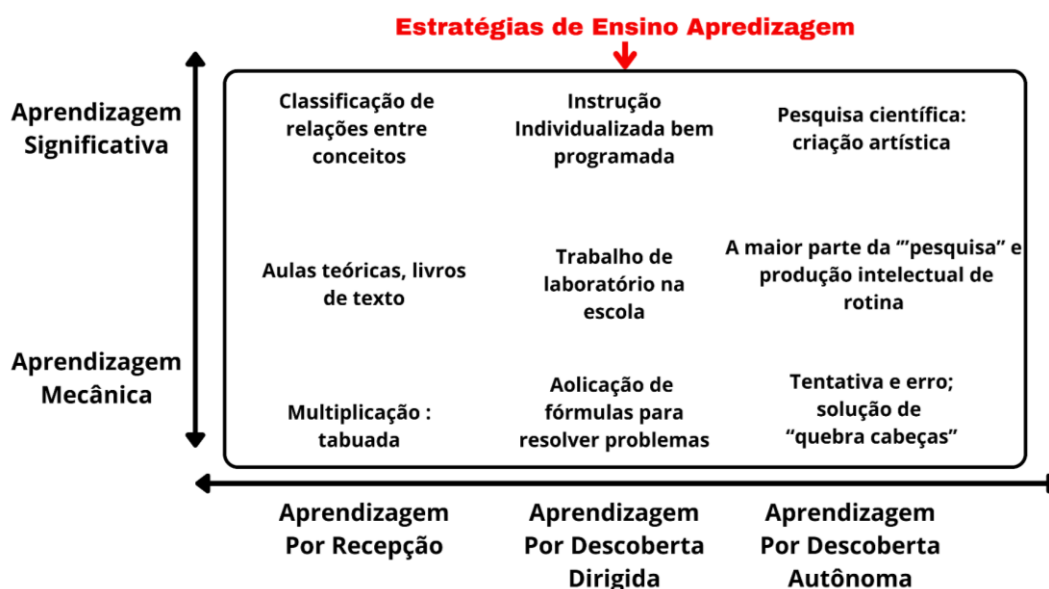 Estratégias de Ensino Apredizagem
Aprendizagem
Significativa
Classificação de
relações entre
conceitos
Instrução
Individualizada bem
programada
Pesquisa científica:
criação artística
Aulas teóricas, livros
de texto
Trabalho de
laboratório na
escola
A maior parte da “”pesquisa” e
produção intelectual de
rotina
Aprendizagem
Mecânica
Multiplicação :
tabuada
Aolicação de
fórmulas para
resolver problemas
Tentativa e erro;
solução de
“quebra cabeças”
Aprendizagem
Por Recepção
Aprendizagem
Por Descoberta
Dirigida
Aprendizagem
Por Descoberta
Autônoma